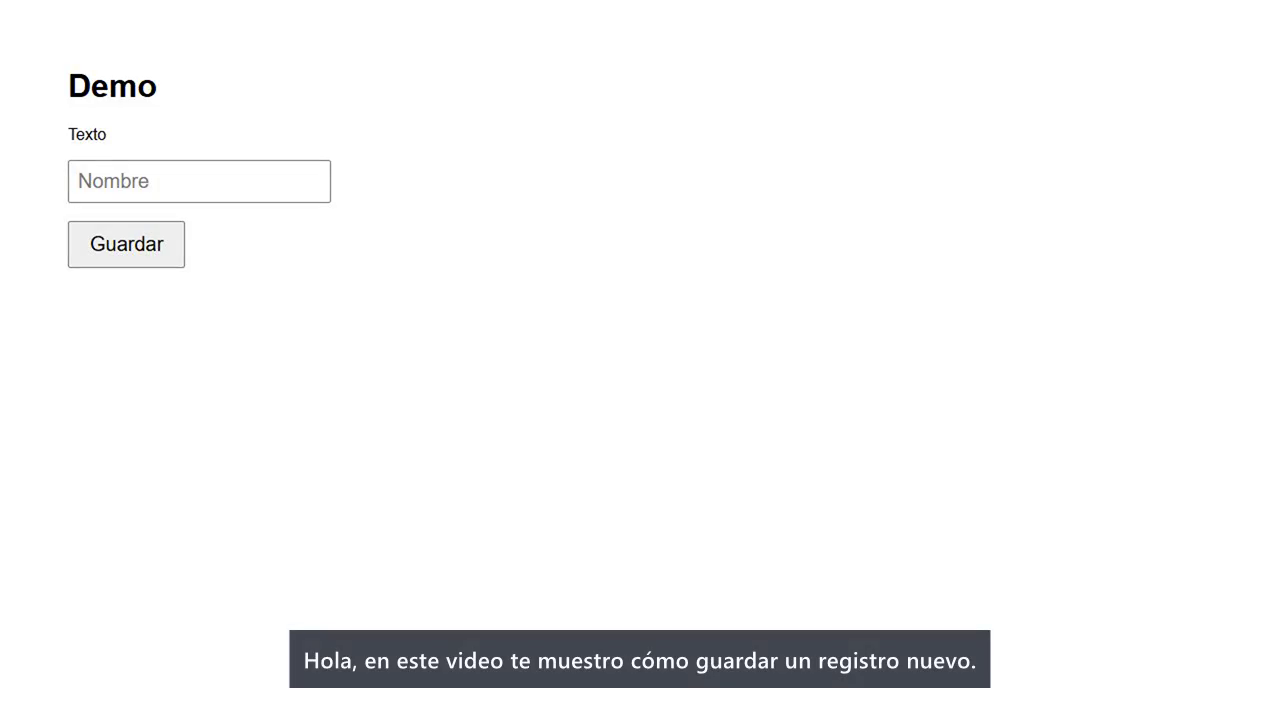 Demo
Texto
Nombre
Guardar
Hola, en este video te muestro cómo guardar un registro nuevo.